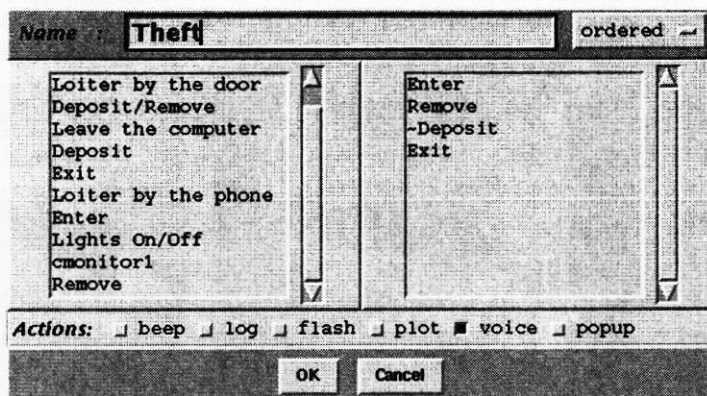 Name : Theft ordered
Loiter by the door
Deposit/Remove
Leave the computer
Deposit
Exit
Loiter by the phone
Enter
Lights On/Off
cmonitor1
Remove
Enter
Remove
~Deposit
Exit
Actions: beep log flash plot voice popup
OK Cancel